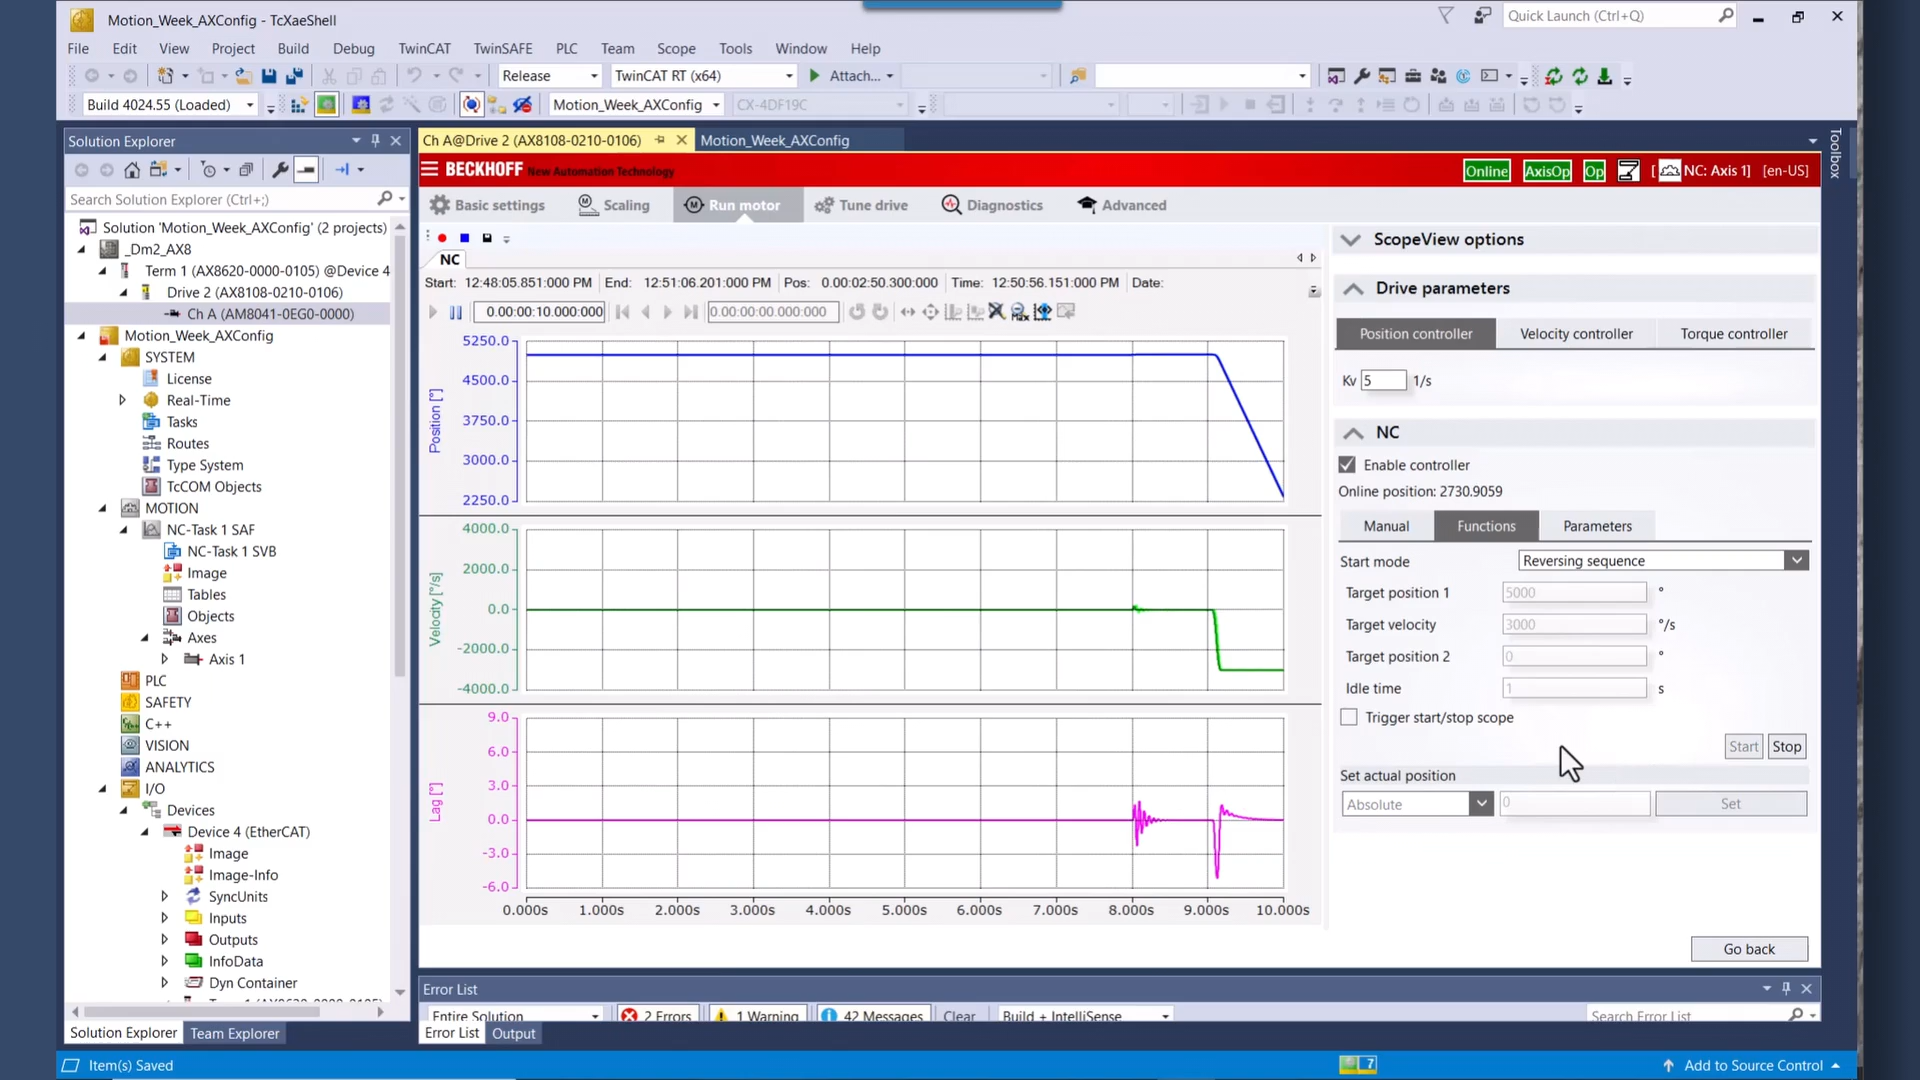 Motion_Week_AXConfig - TcXaeShell
Quick Launch (Ctrl+Q)
File Edit View Project Build Debug TwinCAT TwinSAFE PLC Team Scope Tools Window Help
Release TwinCAT RT (x64) Attach...
Build 4024.55 (Loaded) Motion_Week_AXConfig CX-4DF19C
Solution Explorer
Search Solution Explorer (Ctrl+;)
Solution 'Motion_Week_AXConfig' (2 projects)
_Dm2_AX8
Term 1 (AX8620-0000-0105) @Device 4
Drive 2 (AX8108-0210-0106)
Ch A (AM8041-0EG0-0000)
Motion_Week_AXConfig
SYSTEM
License
Real-Time
Tasks
Routes
Type System
TcCOM Objects
MOTION
NC-Task 1 SAF
NC-Task 1 SVB
Image
Tables
Objects
Axes
Axis 1
PLC
SAFETY
C++
VISION
ANALYTICS
I/O
Devices
Device 4 (EtherCAT)
Image
Image-Info
SyncUnits
Inputs
Outputs
InfoData
Dyn Container
Solution Explorer Team Explorer
Ch A@Drive 2 (AX8108-0210-0106) Motion_Week_AXConfig
Toolbox
BECKHOFF New Automation Technology
Online AxisOp Op [ NC: Axis 1] [en-US]
Basic settings Scaling Run motor Tune drive Diagnostics Advanced
NC
Start: 12:48:05.851:000 PM End: 12:51:06.201:000 PM Pos: 0.00:02:50.300:000 Time: 12:50:56.151:000 PM Date:
0.00:00:10.000:000 0.00:00:00.000:000
Position [°]
5250.0
4500.0
3750.0
3000.0
2250.0
Velocity [°/s]
4000.0
2000.0
0.0
-2000.0
-4000.0
Lag [°]
9.0
6.0
3.0
0.0
-3.0
-6.0
0.000s 1.000s 2.000s 3.000s 4.000s 5.000s 6.000s 7.000s 8.000s 9.000s 10.000s
ScopeView options
Drive parameters
Position controller Velocity controller Torque controller
Kv 5 1/s
NC
Enable controller
Online position: 2730.9059
Manual Functions Parameters
Start mode Reversing sequence
Target position 1 5000 °
Target velocity 3000 °/s
Target position 2 0 °
Idle time 1 s
Trigger start/stop scope
Start Stop
Set actual position
Absolute 0 Set
Go back
Error List
Entire Solution 2 Errors 1 Warning 42 Messages Clear Build + IntelliSense Search Error List
Error List Output
Item(s) Saved 7 Add to Source Control